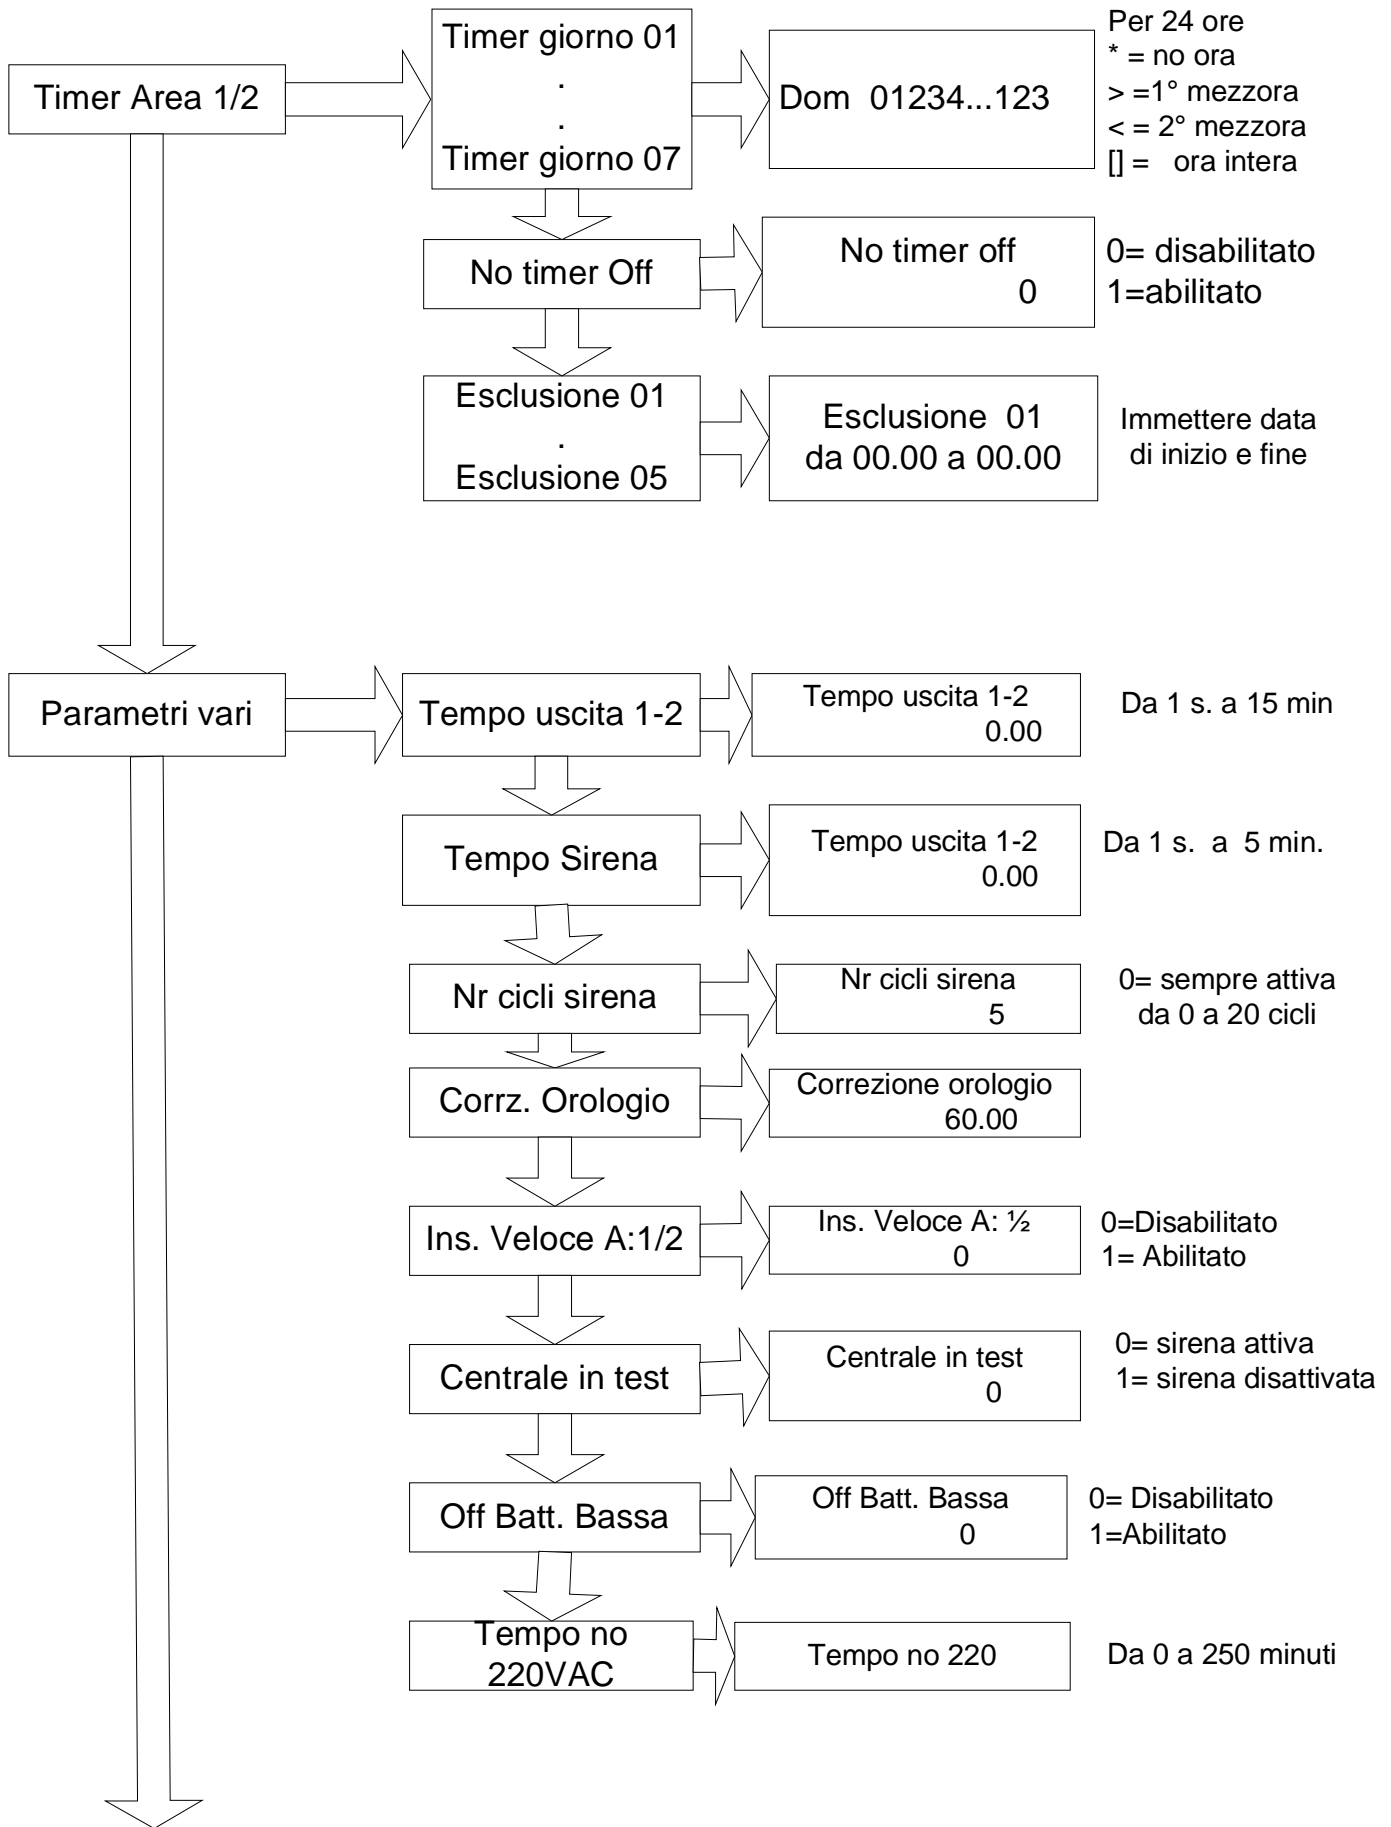 Timer Area 1/2
Timer giorno 01
.
.
Timer giorno 07
Dom  01234...123
Per 24 ore
* = no ora
> =1° mezzora
< = 2° mezzora
[] =   ora intera
No timer Off
No timer off
0
0= disabilitato
1=abilitato
Esclusione 01
.
Esclusione 05
Esclusione  01
da 00.00 a 00.00
Immettere data
di inizio e fine
Parametri vari
Tempo uscita 1-2
Tempo uscita 1-2
0.00
Da 1 s. a 15 min
Tempo Sirena
Tempo uscita 1-2
0.00
Da 1 s.  a  5 min.
Nr cicli sirena
Nr cicli sirena
5
0= sempre attiva
da 0 a 20 cicli
Corrz. Orologio
Correzione orologio
60.00
Ins. Veloce A:1/2
Ins. Veloce A: ½
0
0=Disabilitato
1= Abilitato
Centrale in test
Centrale in test
0
0= sirena attiva
1= sirena disattivata
Off Batt. Bassa
Off Batt. Bassa
0
0= Disabilitato
1=Abilitato
Tempo no
220VAC
Tempo no 220
Da 0 a 250 minuti